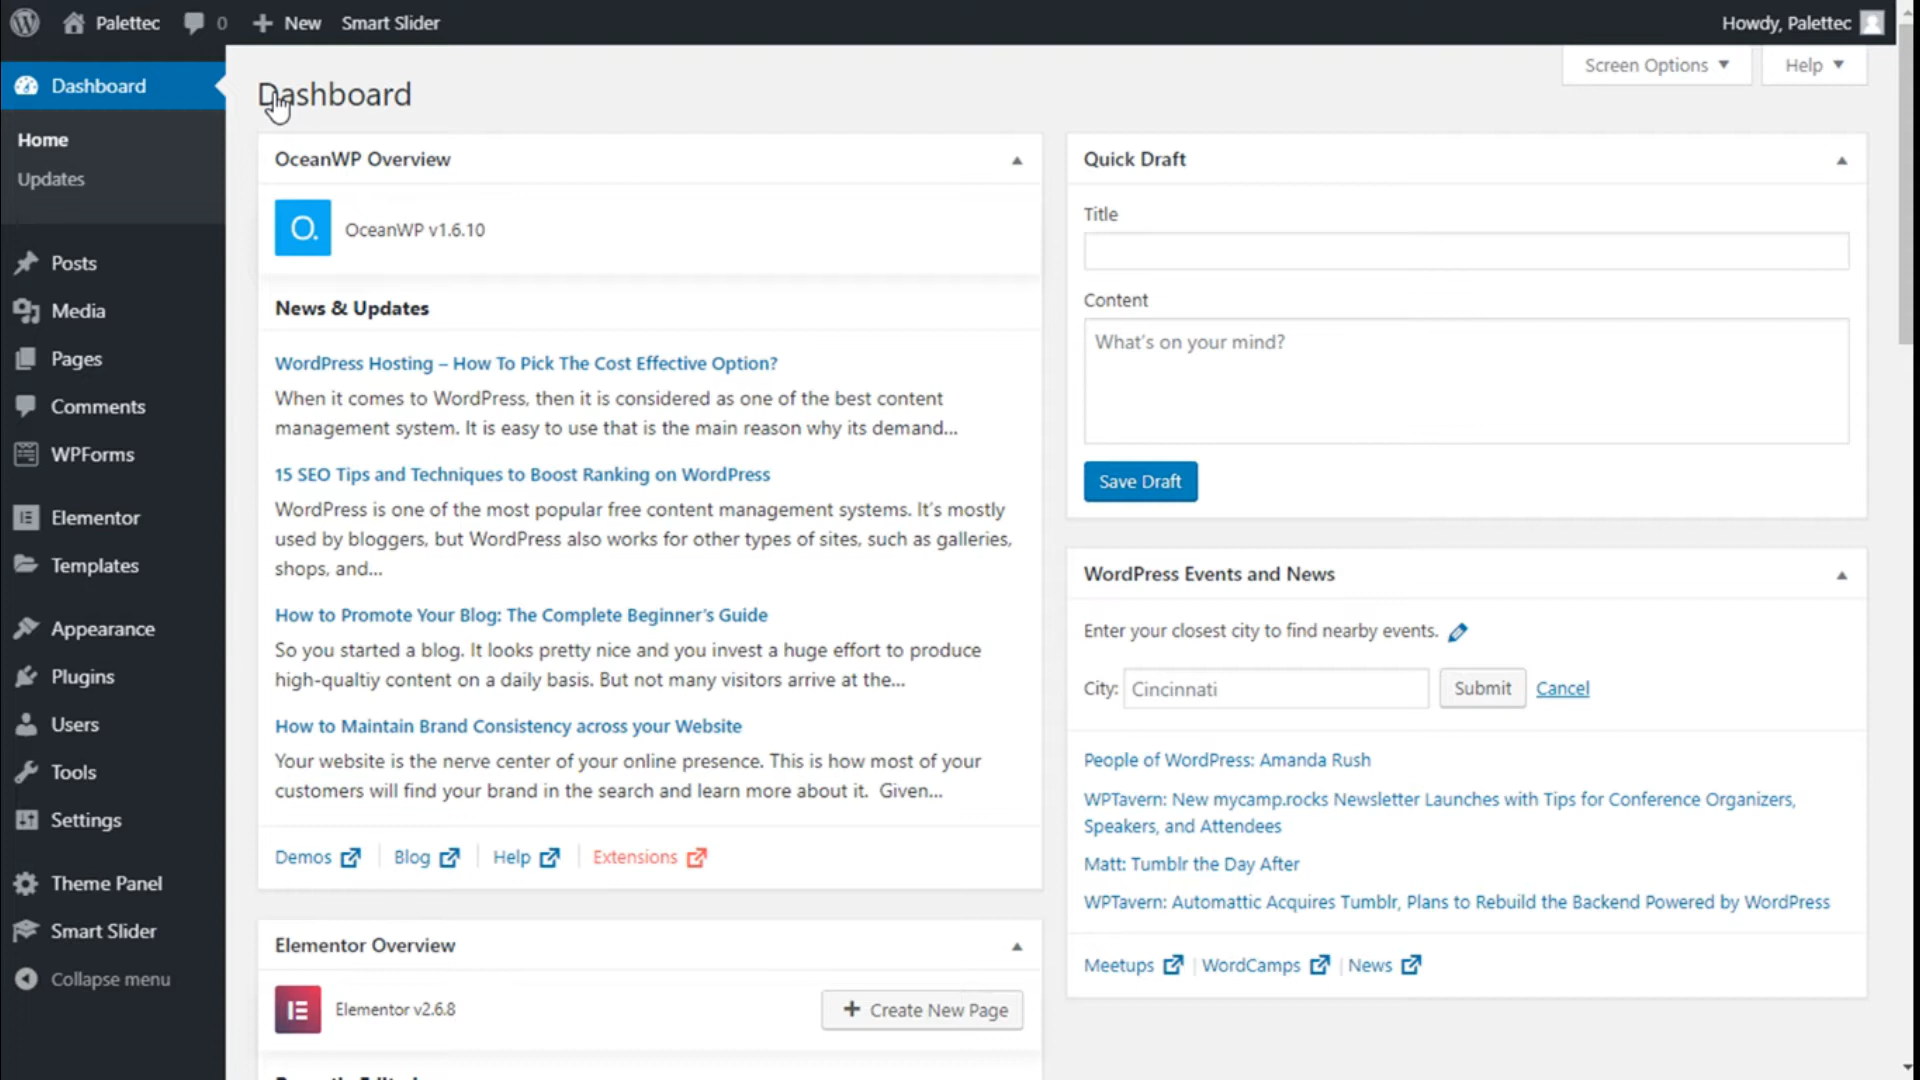 Palettec
0
New
Smart Slider
Howdy, Palettec
Dashboard
Home
Updates
Posts
Media
Pages
Comments
WPForms
Elementor
Templates
Appearance
Plugins
Users
Tools
Settings
Theme Panel
Smart Slider
Collapse menu
Screen Options
Help
Dashboard
OceanWP Overview
O.
OceanWP v1.6.10
News & Updates
WordPress Hosting – How To Pick The Cost Effective Option?
When it comes to WordPress, then it is considered as one of the best content
management system. It is easy to use that is the main reason why its demand...
15 SEO Tips and Techniques to Boost Ranking on WordPress
WordPress is one of the most popular free content management systems. It's mostly
used by bloggers, but WordPress also works for other types of sites, such as galleries,
shops, and...
How to Promote Your Blog: The Complete Beginner's Guide
So you started a blog. It looks pretty nice and you invest a huge effort to produce
high-qualtiy content on a daily basis. But not many visitors arrive at the...
How to Maintain Brand Consistency across your Website
Your website is the nerve center of your online presence. This is how most of your
customers will find your brand in the search and learn more about it. Given...
Demos
Blog
Help
Extensions
Elementor Overview
Elementor v2.6.8
+ Create New Page
Quick Draft
Title
Content
What's on your mind?
Save Draft
WordPress Events and News
Enter your closest city to find nearby events.
City: Cincinnati Submit Cancel
People of WordPress: Amanda Rush
WPTavern: New mycamp.rocks Newsletter Launches with Tips for Conference Organizers,
Speakers, and Attendees
Matt: Tumblr the Day After
WPTavern: Automattic Acquires Tumblr, Plans to Rebuild the Backend Powered by WordPress
Meetups | WordCamps | News